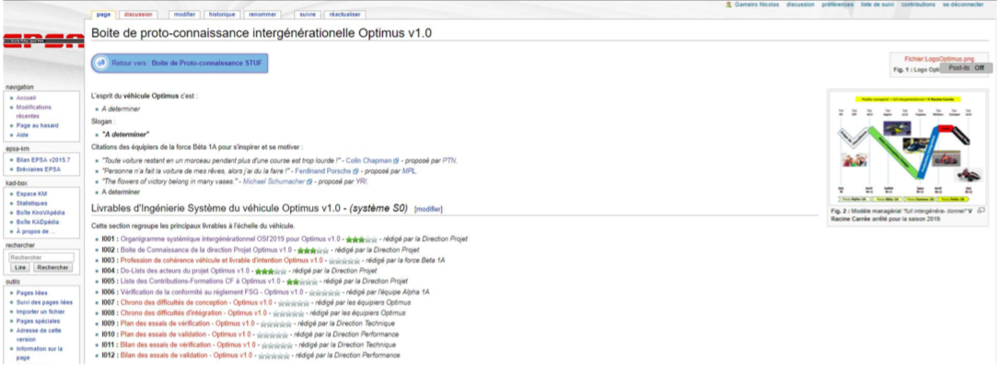 Gameiro Nicolas discussion préférences liste de suivi contributions se déconnecter
page discussion modifier historique renommer suivre réactualiser
EPSA
Boite de proto-connaissance intergénérationelle Optimus v1.0
Retour vers : Boite de Proto-connaissance STUF
Fichier:LogoOptimus.png
Fig. 1 : Logo Opti
Post-its Off
navigation
Accueil
Modifications
récentes
Page au hasard
Aide
epsa-km
Bilan EPSA v2015.7
Bréviaires EPSA
kad-box
Espace KM
Statistiques
Boîte KnoVApédia
Boîte KADpédia
À propos de ...
rechercher
Rechercher
Lire Rechercher
outils
Pages liées
Suivi des pages liées
Importer un fichier
Pages spéciales
Adresse de cette
version
Information sur la
page
L'esprit du véhicule Optimus c'est :
A determiner
Slogan :
"A determiner"
Citations des équipiers de la force Béta 1A pour s'inspirer et se motiver :
"Toute voiture restant en un morceau pendant plus d'une course est trop lourde !" - Colin Chapman - proposé par PTN.
"Personne n'a fait la voiture de mes rêves, alors j'ai du la faire !" - Ferdinand Porsche - proposé par MPL.
"The flowers of victory belong in many vases." - Michael Schumacher - proposé par YRI.
A determiner
Livrables d'Ingénierie Système du véhicule Optimus v1.0 - (système S0) [modifier]
Cette section regroupe les principaux livrables à l'échelle du véhicule.
I001 : Organigramme systémique intergénérationnel OSI'2019 pour Optimus v1.0 - ★★★☆☆ - rédigé par la Direction Projet
I002 : Boite de Connaissance de la direction Projet Optimus v1.0 - ★★★☆☆ - rédigé par la Direction Projet
I003 : Profession de cohérence véhicule et livrable d'intention Optimus v1.0 - ☆☆☆☆☆ - rédigé par la force Beta 1A
I004 : Do-Lists des acteurs du projet Optimus v1.0 - ★★★☆☆ - rédigé par la Direction Projet
I005 : Liste des Contributions-Formations CF à Optimus v1.0 - ★★☆☆☆ - rédigé par la Direction Projet
I006 : Vérification de la conformité au réglement FSG - Optimus v1.0 - ☆☆☆☆☆ - rédigé par l'équipe Alpha 1A
I007 : Chrono des difficultés de conception - Optimus v1.0 - ☆☆☆☆☆ - rédigé par les équipiers Optimus
I008 : Chrono des difficultés d'intégration - Optimus v1.0 - ☆☆☆☆☆ - rédigé par les équipiers Optimus
I009 : Plan des essais de vérification - Optimus v1.0 - ☆☆☆☆☆ - rédigé par la Direction Technique
I010 : Plan des essais de validation - Optimus v1.0 - ☆☆☆☆☆ - rédigé par la Direction Performance
I011 : Bilan des essais de vérification - Optimus v1.0 - ☆☆☆☆☆ - rédigé par la Direction Technique
I012 : Bilan des essais de validation - Optimus v1.0 - ☆☆☆☆☆ - rédigé par la Direction Performance
Fig. 2 : Modèle managérial "full intergénéra- tionnel" V
Racine Carrée arrêté pour la saison 2019.